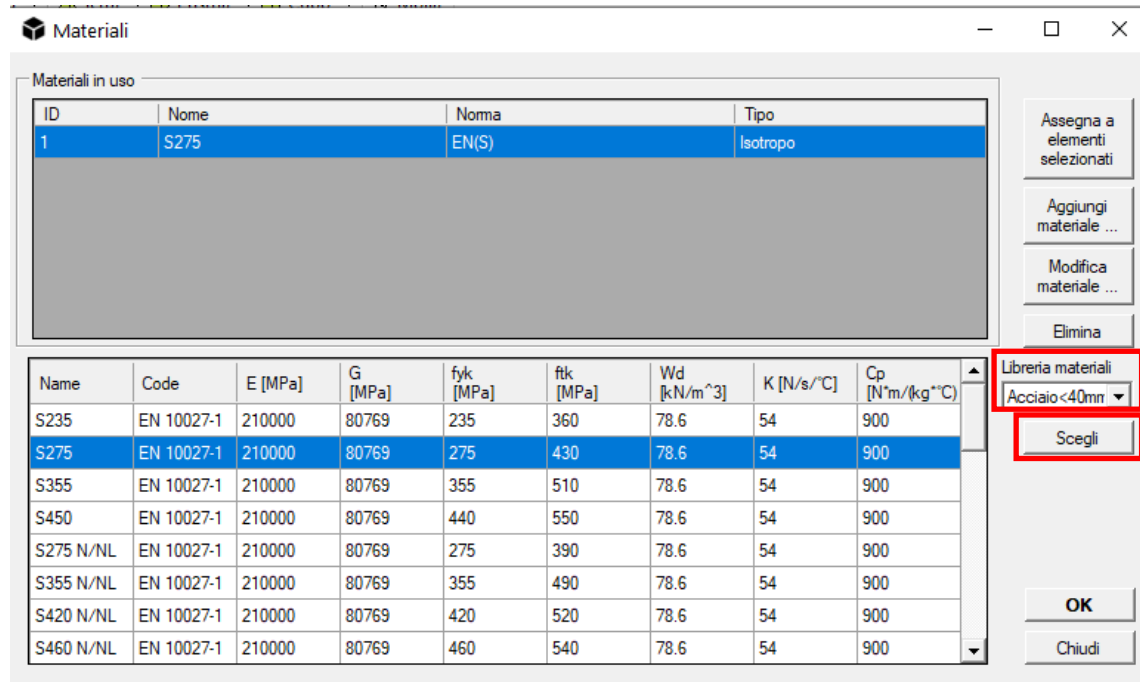 Materiali
Materiali in uso
ID Nome Norma Tipo
1 S275 EN(S) Isotropo
Assegna a
elementi
selezionati
Aggiungi
materiale ...
Modifica
materiale ...
Elimina
Libreria materiali
Acciaio<40mm
Scegli
Name Code E [MPa] G [MPa] fyk [MPa] ftk [MPa] Wd [kN/m^3] K [N/s/°C] Cp [N*m/(kg*°C)
S235 EN 10027-1 210000 80769 235 360 78.6 54 900
S275 EN 10027-1 210000 80769 275 430 78.6 54 900
S355 EN 10027-1 210000 80769 355 510 78.6 54 900
S450 EN 10027-1 210000 80769 440 550 78.6 54 900
S275 N/NL EN 10027-1 210000 80769 275 390 78.6 54 900
S355 N/NL EN 10027-1 210000 80769 355 490 78.6 54 900
S420 N/NL EN 10027-1 210000 80769 420 520 78.6 54 900
S460 N/NL EN 10027-1 210000 80769 460 540 78.6 54 900
OK
Chiudi